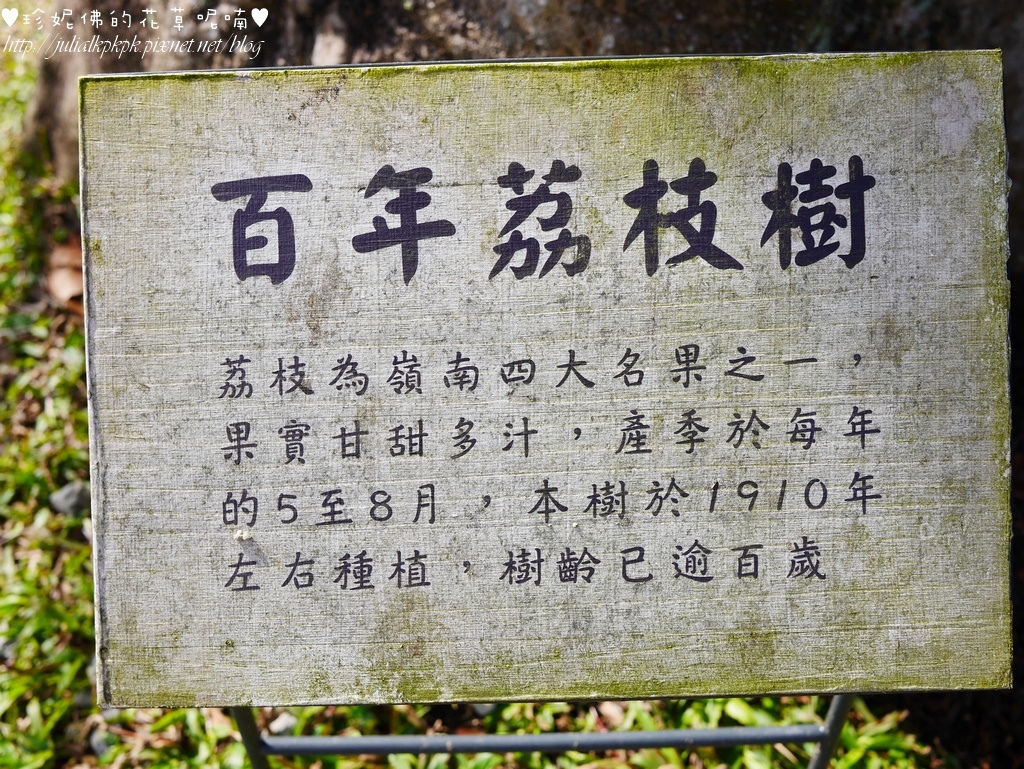 ♥珍妮佛的花草呢喃♥
http://julialkpkpk.pixnet.net/blog
百年荔枝樹
荔枝為嶺南四大名果之一，
果實甘甜多汁，產季於每年
的5至8月，本樹於1910年
左右種植，樹齡已逾百歲